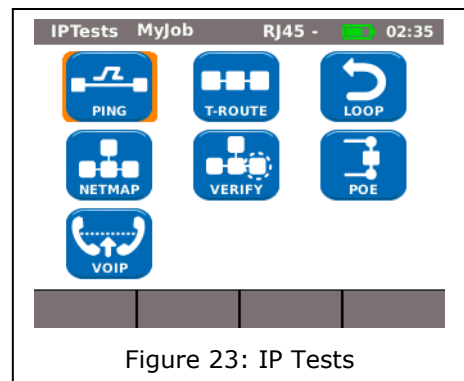 IPTests MyJob RJ45 - 02:35
PING T-ROUTE LOOP
NETMAP VERIFY POE
VOIP
Figure 23: IP Tests